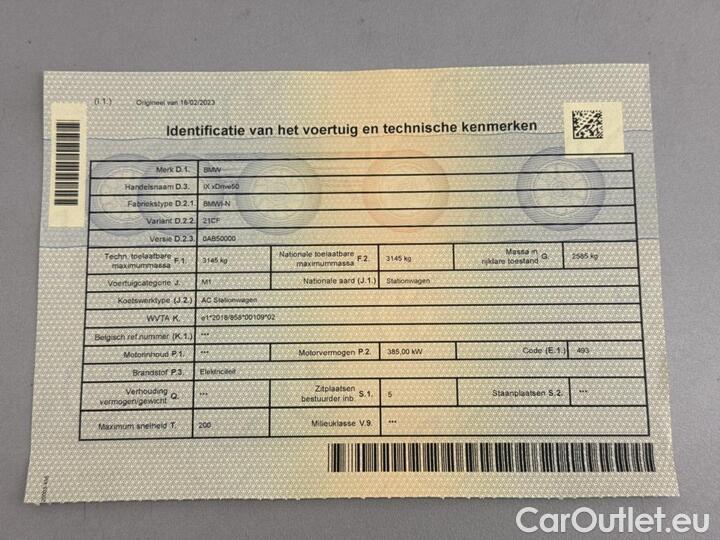 (I.1.) Origineel van 16/02/2023
Identificatie van het voertuig en technische kenmerken
Merk D.1. BMW
Handelsnaam D.3. IX xDrive50
Fabriekstype D.2.1. BMWI-N
Variant D.2.2. 21CF
Versie D.2.3. 0AB50000
Techn. toelaatbare maximummassa F.1. 3145 kg Nationale toelaatbare maximummassa F.2. 3145 kg Massa in rijklare toestand G. 2585 kg
Voertuigcategorie J. M1 Nationale aard (J.1.) Stationwagen
Koetswerktype (J.2.) AC Stationwagen
WVTA K. e1*2018/858*00109*02
Belgisch ref.nummer (K.1.) ***
Motorinhoud P.1. *** Motorvermogen P.2. 385,00 kW Code (E.1.) 493
Brandstof P.3. Elektriciteit
Verhouding vermogen/gewicht Q. *** Zitplaatsen bestuurder inb S.1. 5 Staanplaatsen S.2. ***
Maximum snelheid T. 200 Milieuklasse V.9. ***
CarOutlet.eu